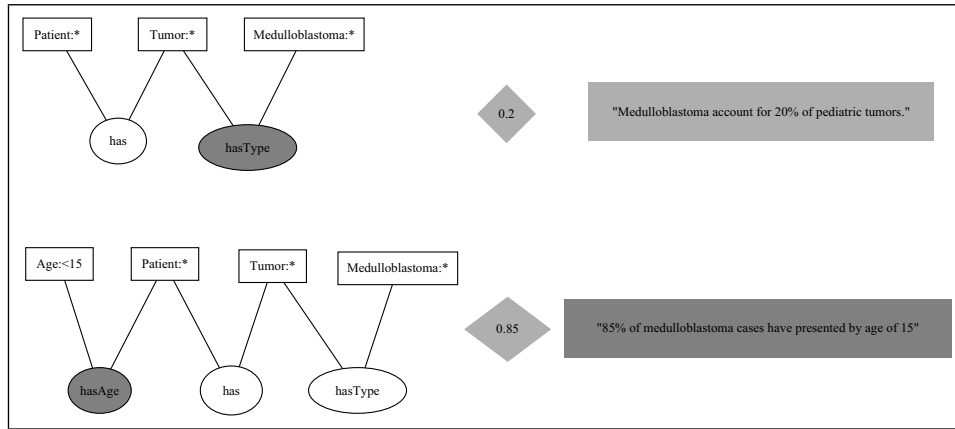 Patient:* Tumor:* Medulloblastoma:*
0.2 "Medulloblastoma account for 20% of pediatric tumors."
has hasType
Age:<15 Patient:* Tumor:* Medulloblastoma:*
0.85 "85% of medulloblastoma cases have presented by age of 15"
hasAge has hasType